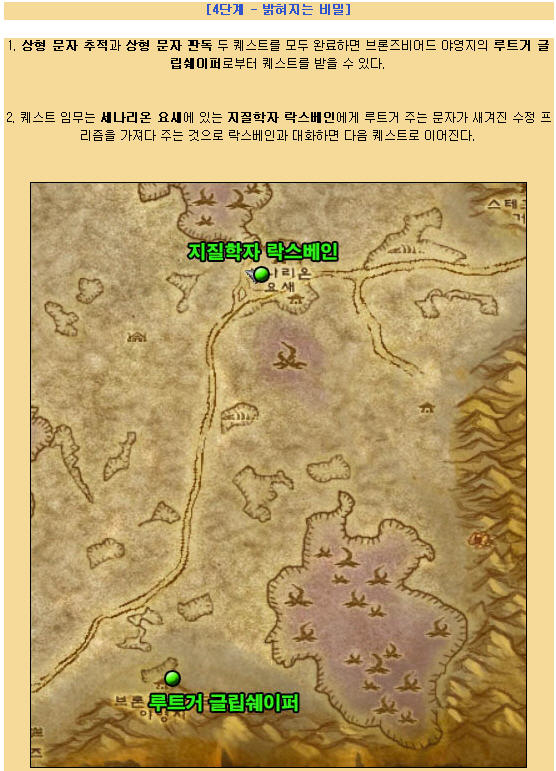 [4단계 - 밝혀지는 비밀]
1. 상형 문자 추적과 상형 문자 판독 두 퀘스트를 모두 완료하면 브론즈비어드 야영지의 루트거 글
립쉐이퍼로부터 퀘스트를 받을 수 있다.
2. 퀘스트 임무는 세나리온 요새에 있는 지질학자 락스베인에게 루트거 주는 문자가 새겨진 수정 프
리즘을 가져다 주는 것으로 락스베인과 대화하면 다음 퀘스트로 이어진다.
스테
지질학자 락스베인
나리온
요새
루트거 글립쉐이퍼
브론
야영지